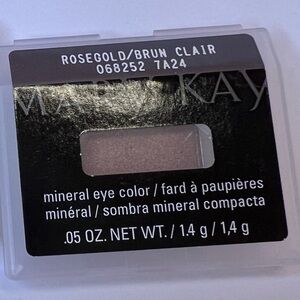 ROSEGOLD/BRUN CLAIR
068252 7A24
MARY KAY
mineral eye color / fard à paupières
minéral / sombra mineral compacta
.05 OZ. NET WT. / 1.4 g / 1,4 g